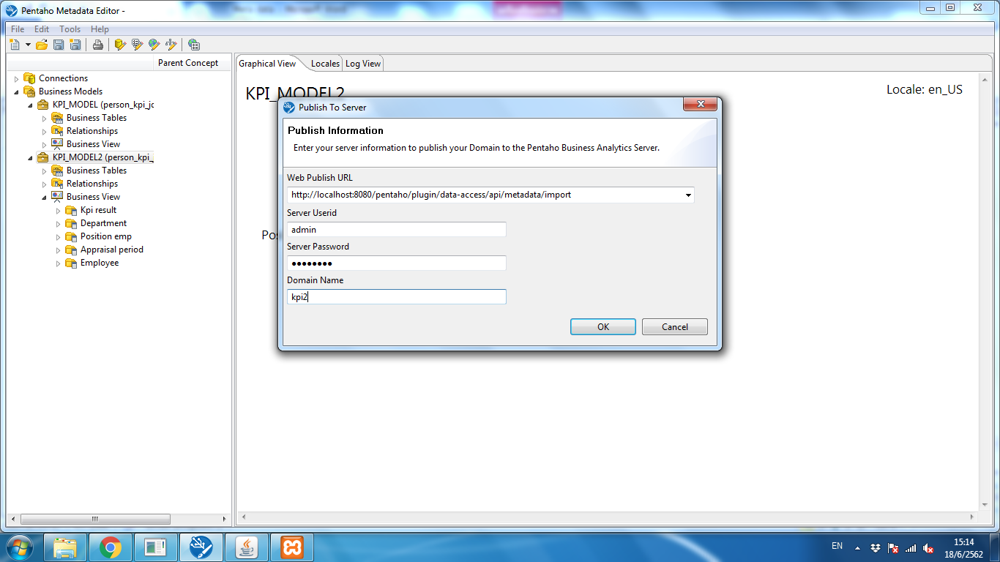 Pentaho Metadata Editor -
File Edit Tools Help
Parent Concept
Connections
Business Models
KPI_MODEL (person_kpi_jc
Business Tables
Relationships
Business View
KPI_MODEL2 (person_kpi_
Business Tables
Relationships
Business View
Kpi result
Department
Position emp
Appraisal period
Employee
Graphical View Locales Log View
KPI_MODEL2
Locale: en_US
Publish To Server
Publish Information
Enter your server information to publish your Domain to the Pentaho Business Analytics Server.
Web Publish URL
http://localhost:8080/pentaho/plugin/data-access/api/metadata/import
Server Userid
admin
Server Password
●●●●●●●●
Domain Name
kpi2
OK Cancel
EN
15:14
18/6/2562